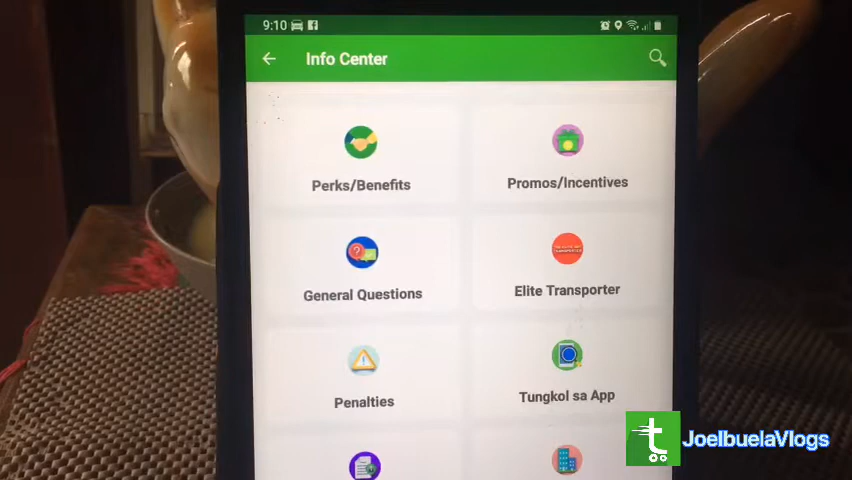 9:10
Info Center
Perks/Benefits
Promos/Incentives
General Questions
Elite Transporter
Penalties
Tungkol sa App
t JoelbuelaVlogs